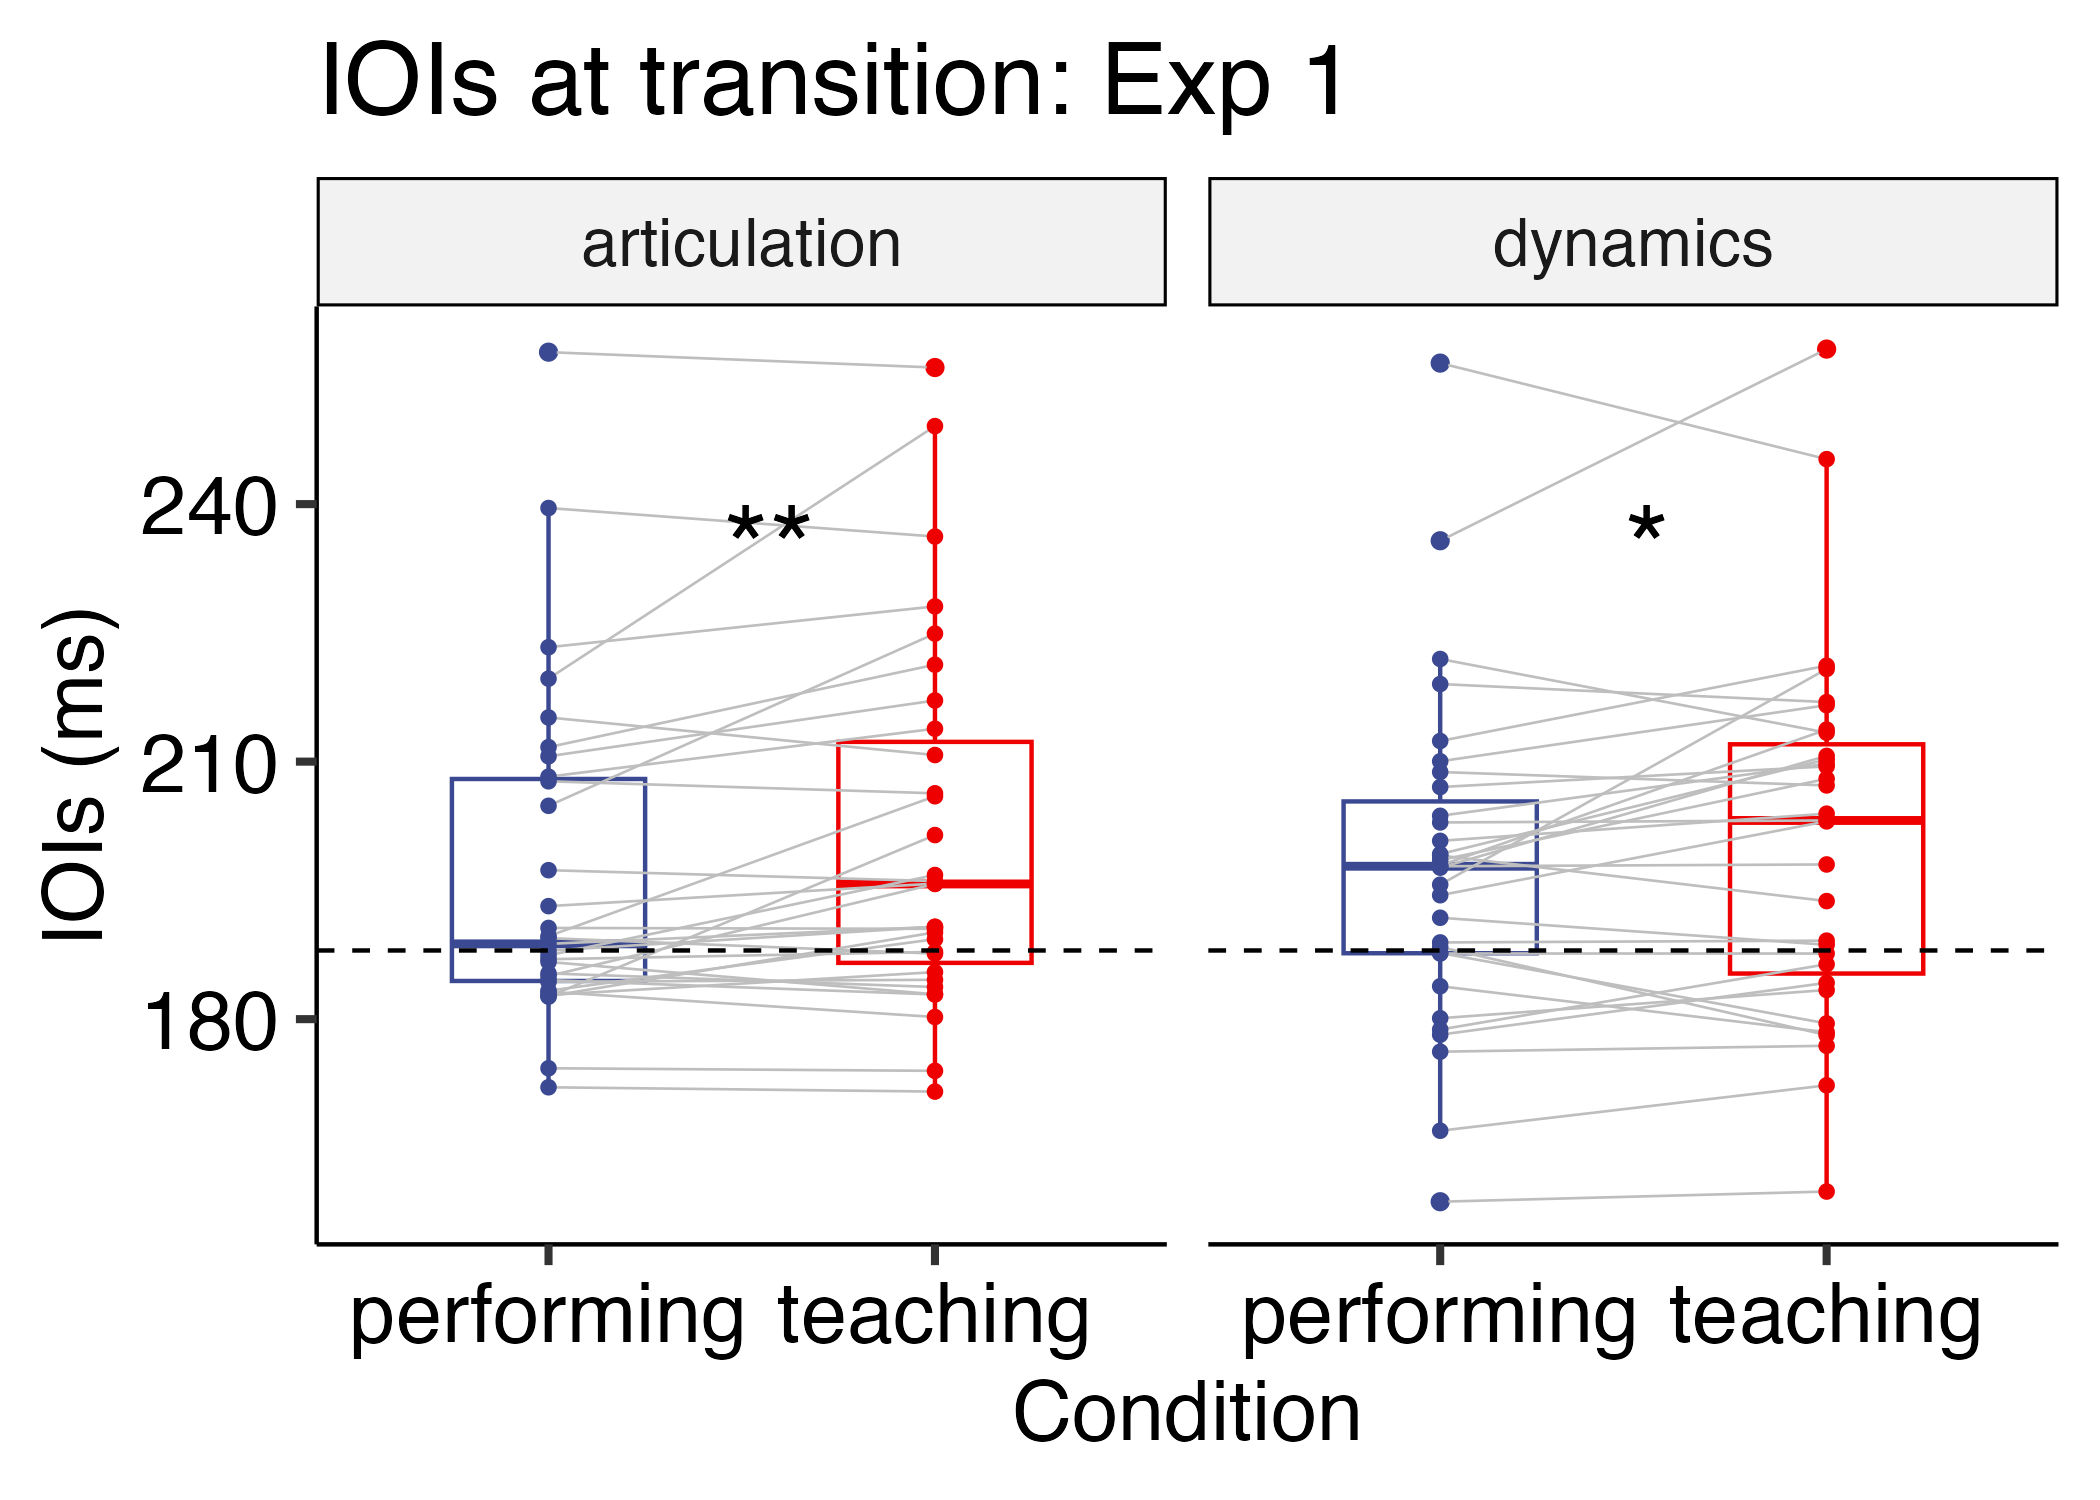 IOIs at transition: Exp 1
articulation
dynamics
IOIs (ms)
240
210
180
**
*
performing teaching
performing teaching
Condition